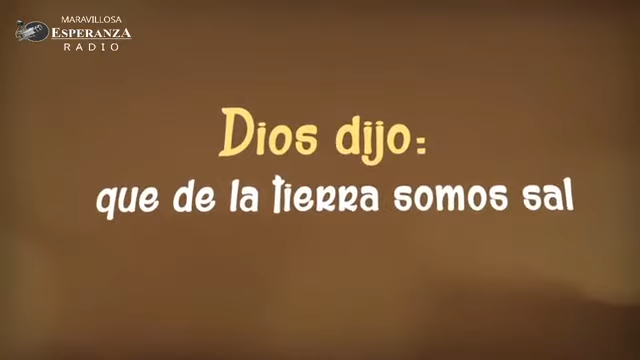 MARAVILLOSA
ESPERANZA
RADIO
Dios dijo:
que de la tierra somos sal